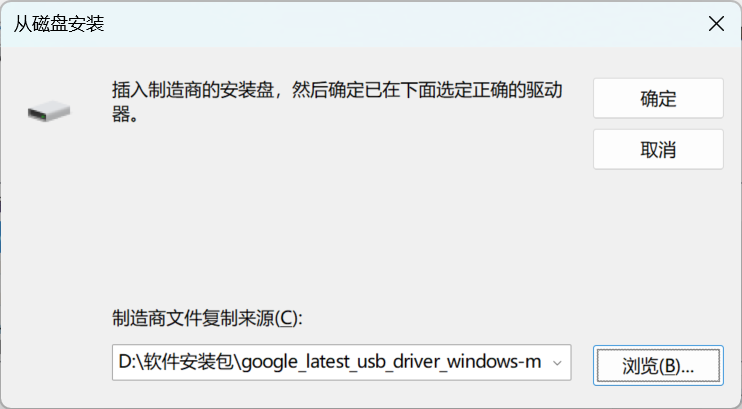 从磁盘安装
插入制造商的安装盘，然后确定已在下面选定正确的驱动
器。
确定
取消
制造商文件复制来源(C):
D:\软件安装包\google_latest_usb_driver_windows-m
浏览(B)...